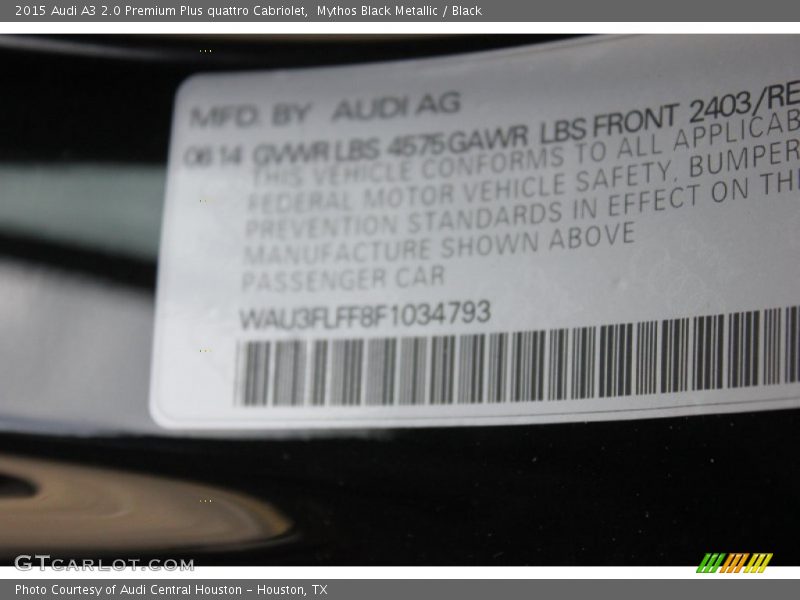 2015 Audi A3 2.0 Premium Plus quattro Cabriolet,  Mythos Black Metallic / Black
MFD. BY AUDI AG
06 14 GVWR LBS 4575 GAWR LBS FRONT 2403/RE
THIS VEHICLE CONFORMS TO ALL APPLICAB
FEDERAL MOTOR VEHICLE SAFETY, BUMPER
PREVENTION STANDARDS IN EFFECT ON TH
MANUFACTURE SHOWN ABOVE
PASSENGER CAR
WAU3FLFF8F1034793
GTCARLOT.COM
Photo Courtesy of Audi Central Houston - Houston, TX